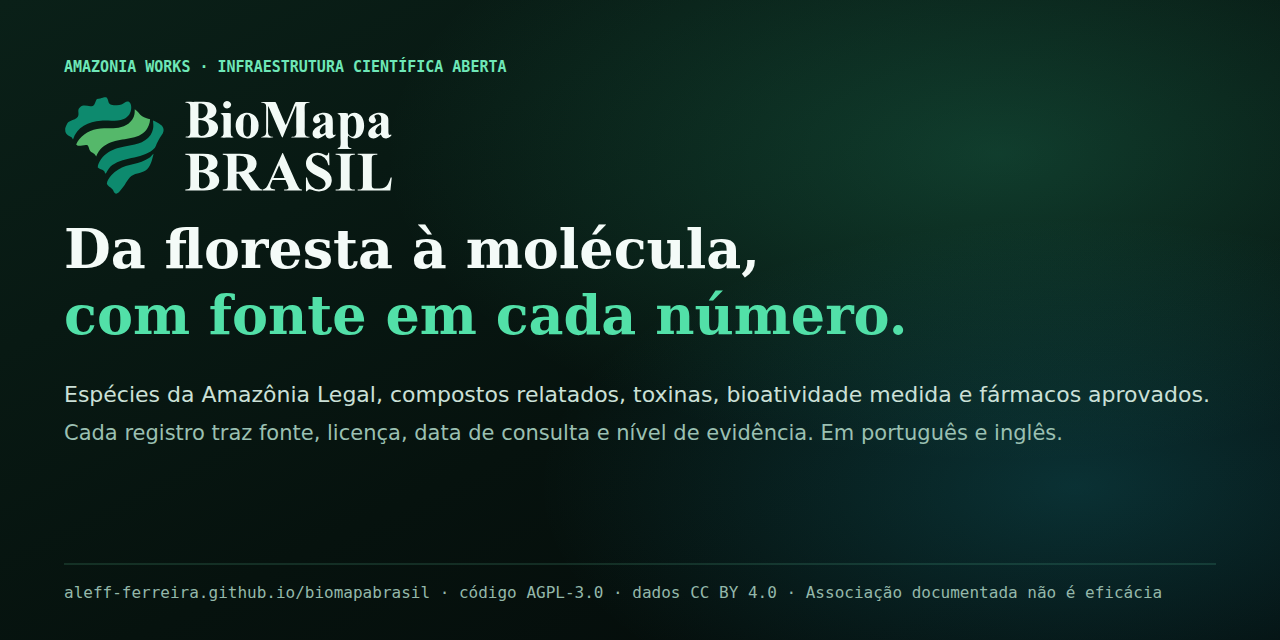 AMAZONIA WORKS · INFRAESTRUTURA CIENTÍFICA ABERTA
BioMapa
BRASIL
Da floresta à molécula,
com fonte em cada número.
Espécies da Amazônia Legal, compostos relatados, toxinas, bioatividade medida e fármacos aprovados.
Cada registro traz fonte, licença, data de consulta e nível de evidência. Em português e inglês.
aleff-ferreira.github.io/biomapabrasil · código AGPL-3.0 · dados CC BY 4.0 · Associação documentada não é eficácia